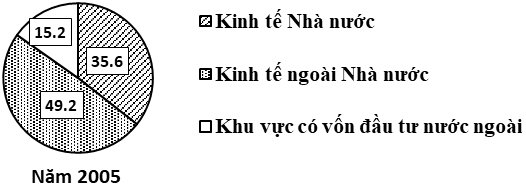 15.2
35.6
49.2
Năm 2005
Kinh tế Nhà nước
Kinh tế ngoài Nhà nước
Khu vực có vốn đầu tư nước ngoài